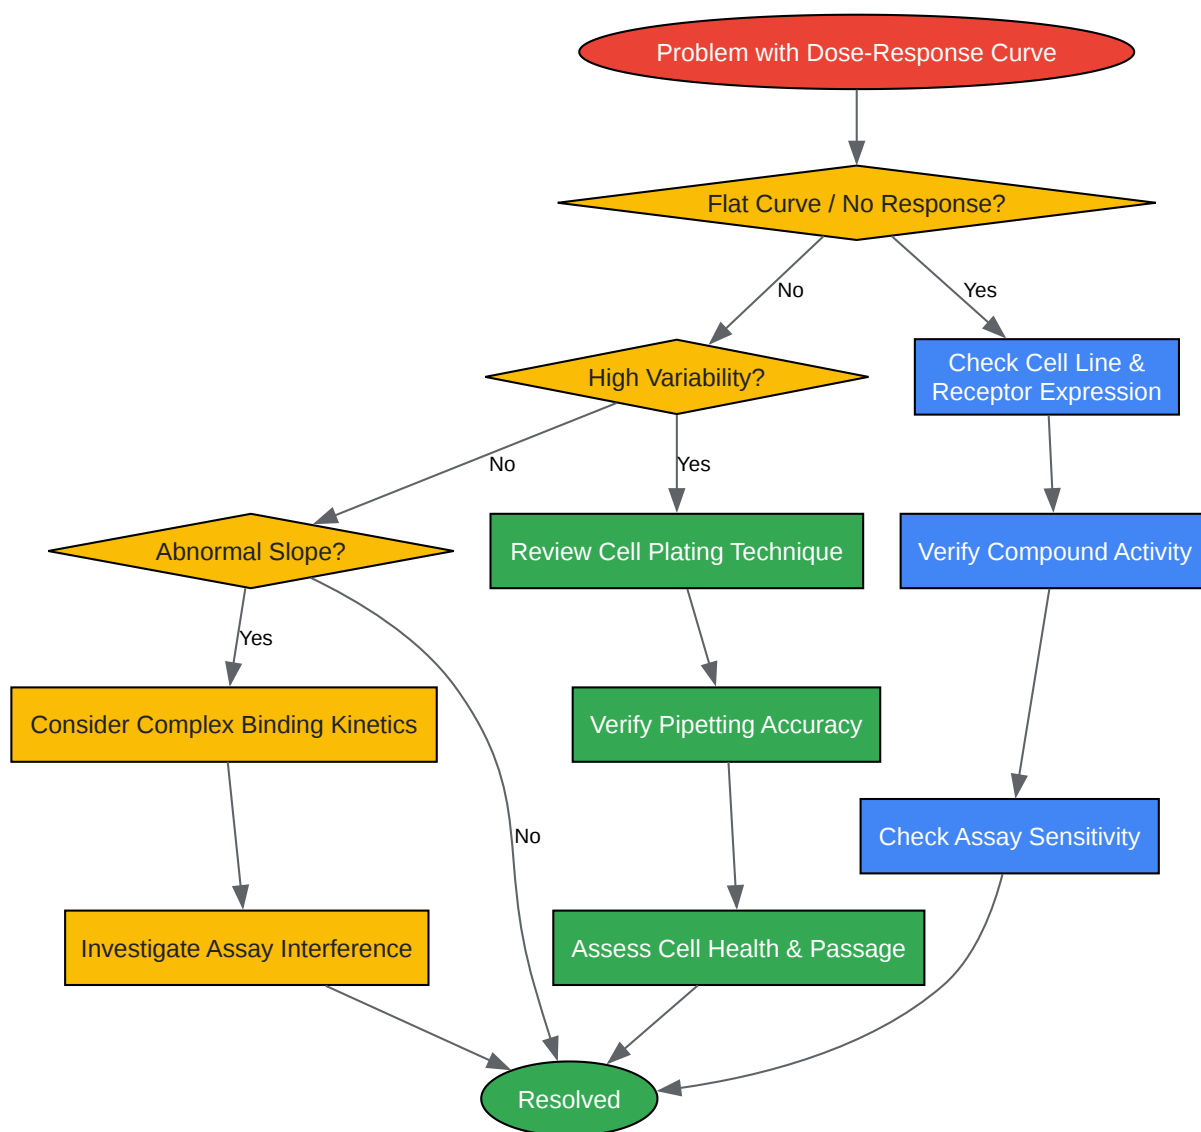 Problem with Dose-Response Curve
Flat Curve / No Response?
No
Yes
High Variability?
Check Cell Line &
Receptor Expression
No
Yes
Abnormal Slope?
Review Cell Plating Technique
Verify Compound Activity
Yes
Consider Complex Binding Kinetics
Verify Pipetting Accuracy
No
Check Assay Sensitivity
Investigate Assay Interference
Assess Cell Health & Passage
Resolved